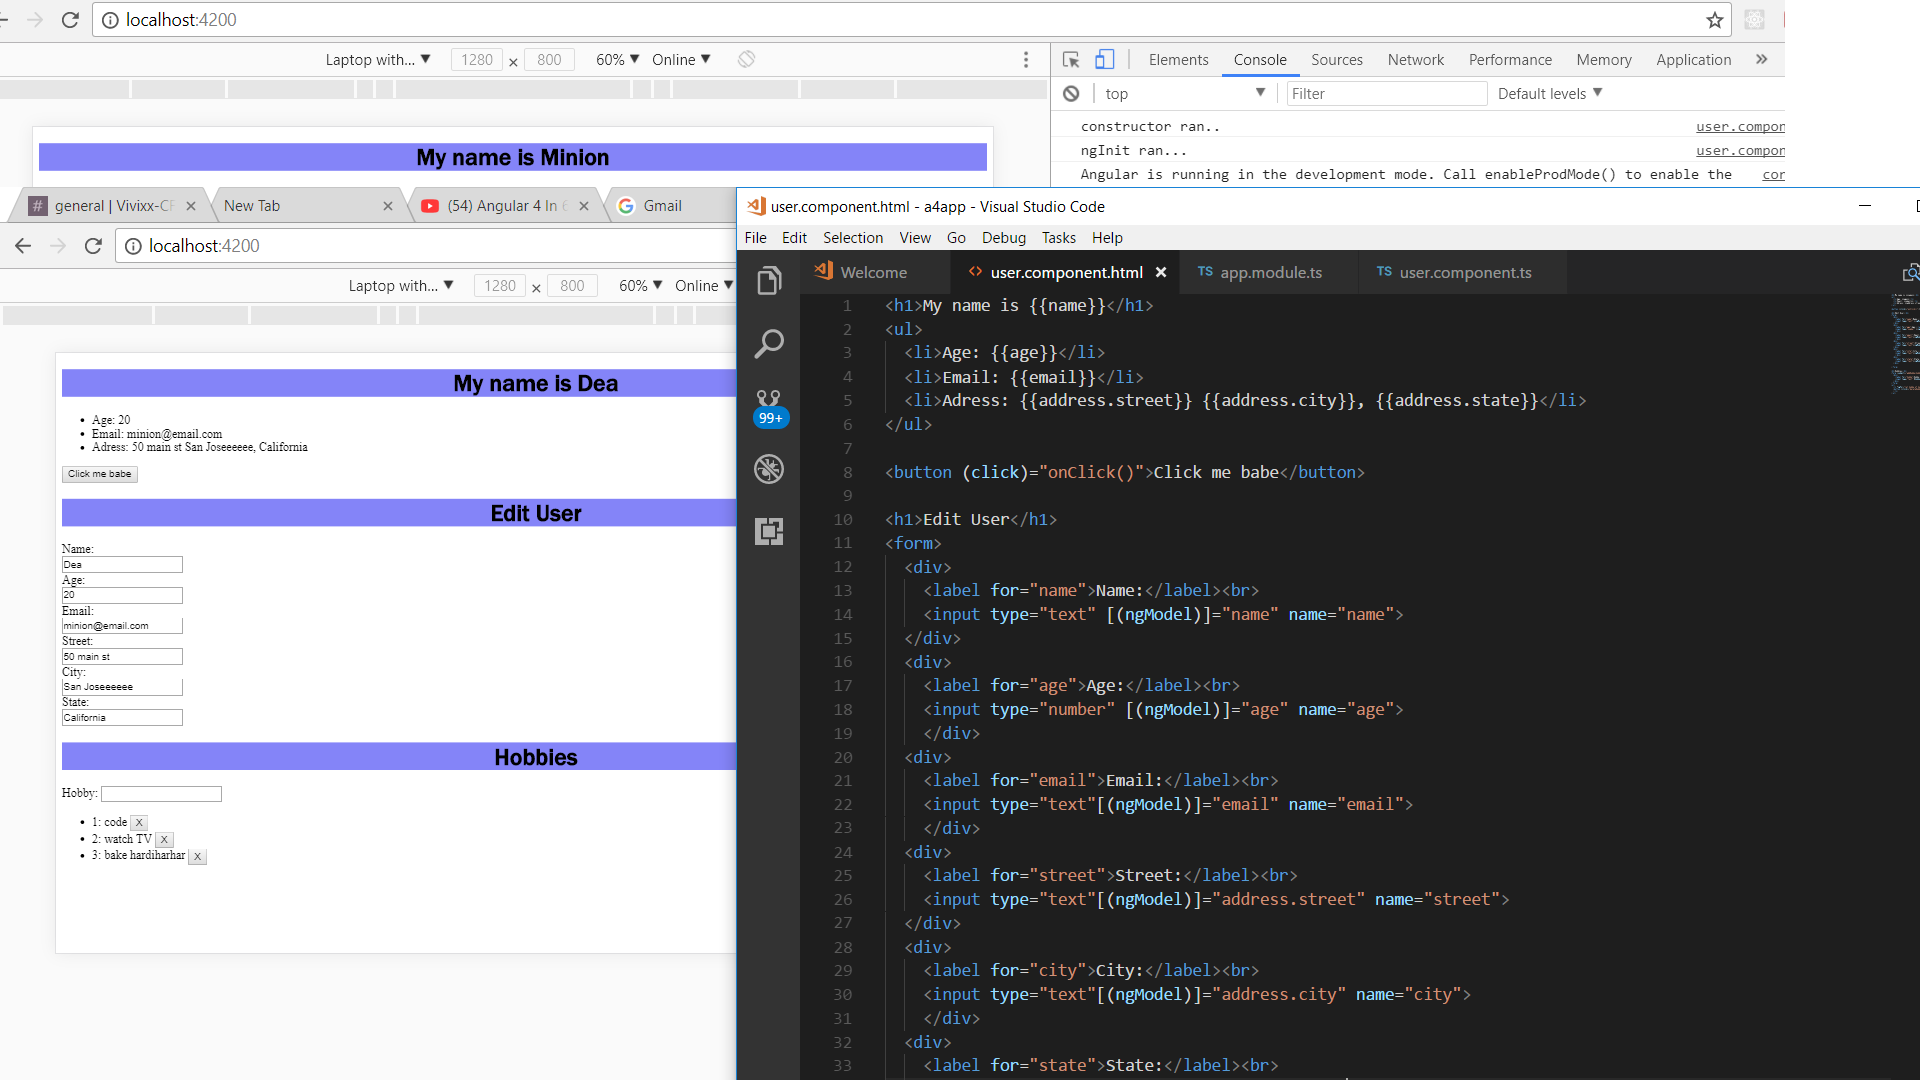 localhost:4200
Laptop with... ▼ 1280 × 800 60% ▼ Online ▼
Elements Console Sources Network Performance Memory Application »
top ▼ Filter Default levels ▼
constructor ran.. user.compon
ngInit ran... user.compon
Angular is running in the development mode. Call enableProdMode() to enable the cor
My name is Minion
# general | Vivixx-CF × New Tab × (54) Angular 4 In 6 × Gmail
localhost:4200
Laptop with... ▼ 1280 × 800 60% ▼ Online ▼
My name is Dea
• Age: 20
• Email: minion@email.com
• Adress: 50 main st San Joseeeeee, California
Click me babe
Edit User
Name:
Dea
Age:
20
Email:
minion@email.com
Street:
50 main st
City:
San Joseeeeee
State:
California
Hobbies
Hobby:
• 1: code X
• 2: watch TV X
• 3: bake hardiharhar X
user.component.html - a4app - Visual Studio Code
File Edit Selection View Go Debug Tasks Help
Welcome <> user.component.html × TS app.module.ts TS user.component.ts
99+
1 <h1>My name is {{name}}</h1>
2 <ul>
3 <li>Age: {{age}}</li>
4 <li>Email: {{email}}</li>
5 <li>Adress: {{address.street}} {{address.city}}, {{address.state}}</li>
6 </ul>
7
8 <button (click)="onClick()">Click me babe</button>
9
10 <h1>Edit User</h1>
11 <form>
12 <div>
13 <label for="name">Name:</label><br>
14 <input type="text" [(ngModel)]="name" name="name">
15 </div>
16 <div>
17 <label for="age">Age:</label><br>
18 <input type="number" [(ngModel)]="age" name="age">
19 </div>
20 <div>
21 <label for="email">Email:</label><br>
22 <input type="text"[(ngModel)]="email" name="email">
23 </div>
24 <div>
25 <label for="street">Street:</label><br>
26 <input type="text"[(ngModel)]="address.street" name="street">
27 </div>
28 <div>
29 <label for="city">City:</label><br>
30 <input type="text"[(ngModel)]="address.city" name="city">
31 </div>
32 <div>
33 <label for="state">State:</label><br>